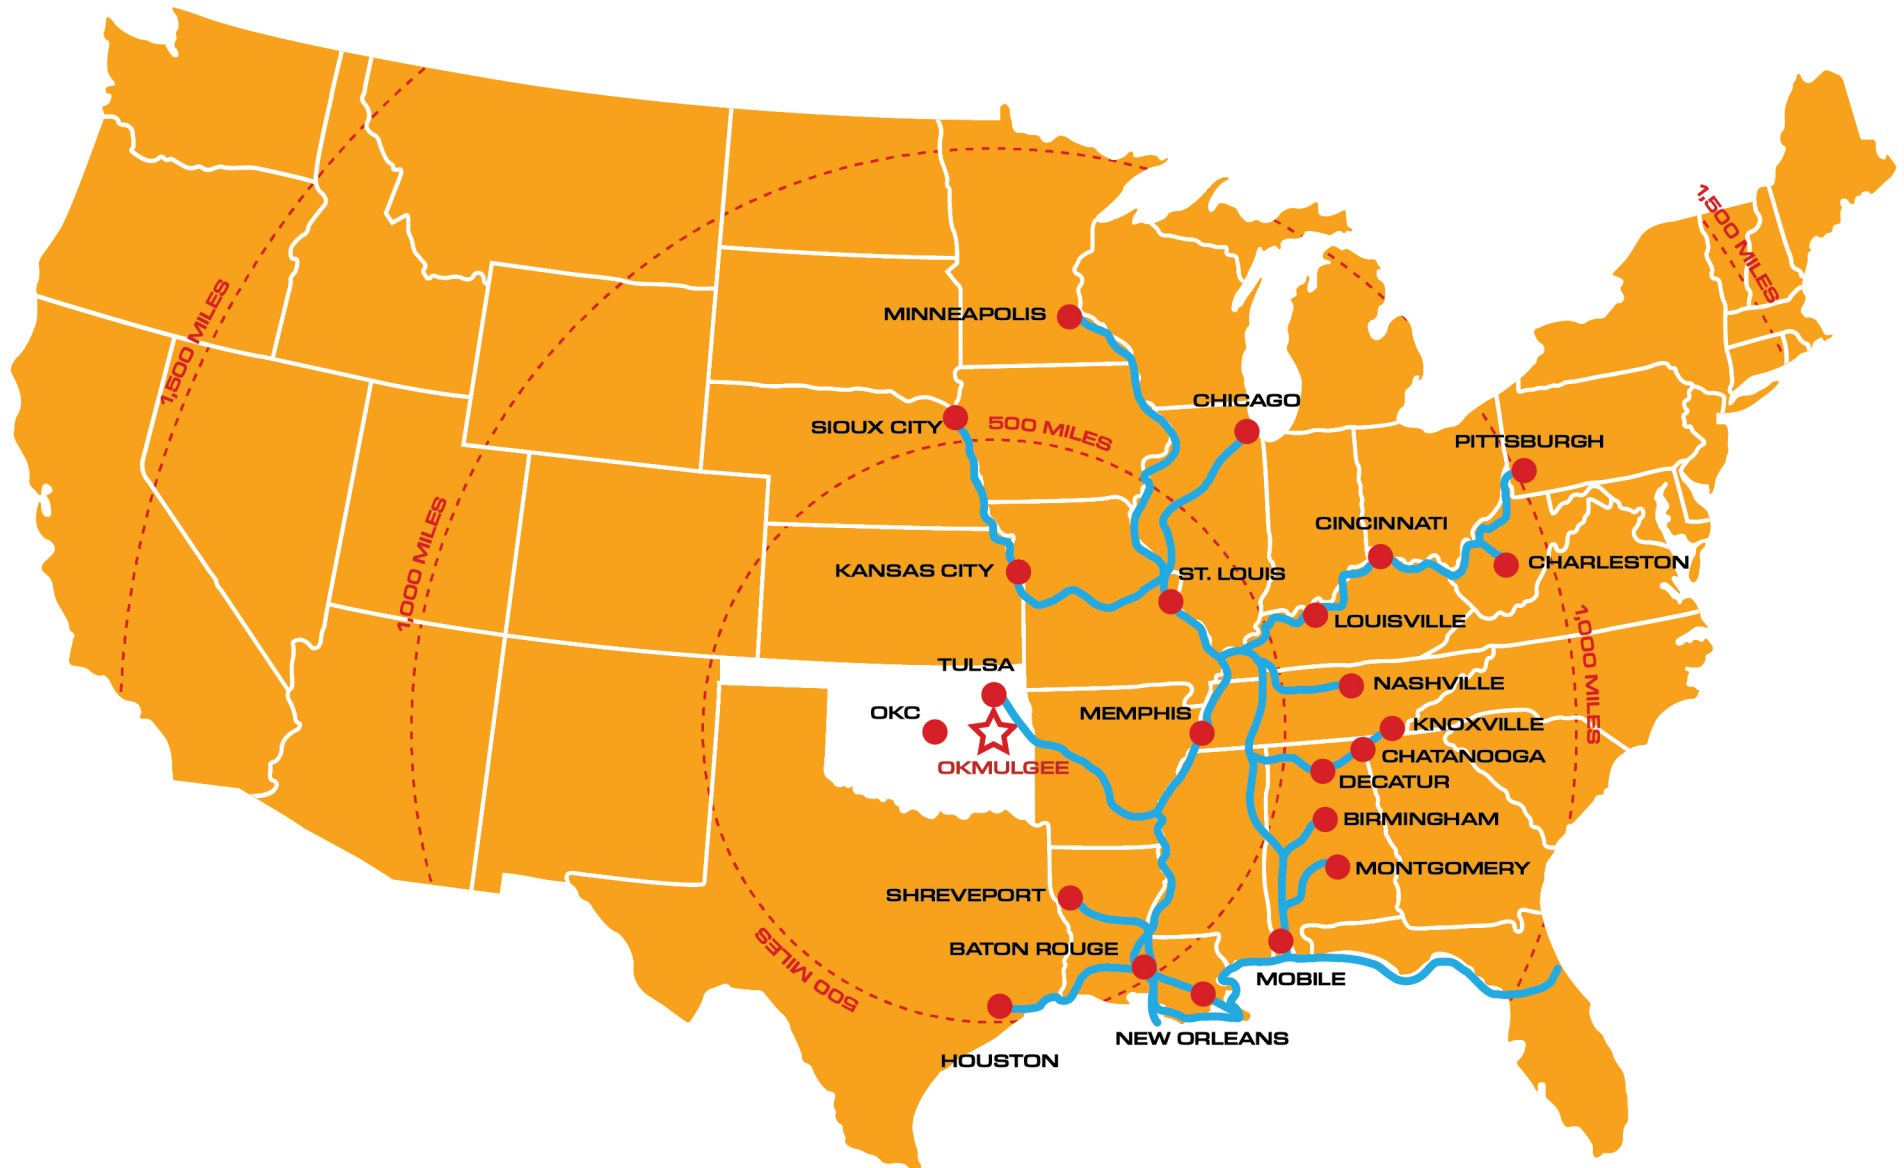 1,500 MILES
MINNEAPOLIS
1,500 MILES
CHICAGO
SIOUX CITY
500 MILES
PITTSBURGH
1,000 MILES
CINCINNATI
KANSAS CITY
ST. LOUIS
CHARLESTON
LOUISVILLE
1,000 MILES
TULSA
NASHVILLE
OKC
MEMPHIS
KNOXVILLE
OKMULGEE
CHATANOOGA
DECATUR
BIRMINGHAM
MONTGOMERY
SHREVEPORT
BATON ROUGE
500 MILES
MOBILE
NEW ORLEANS
HOUSTON